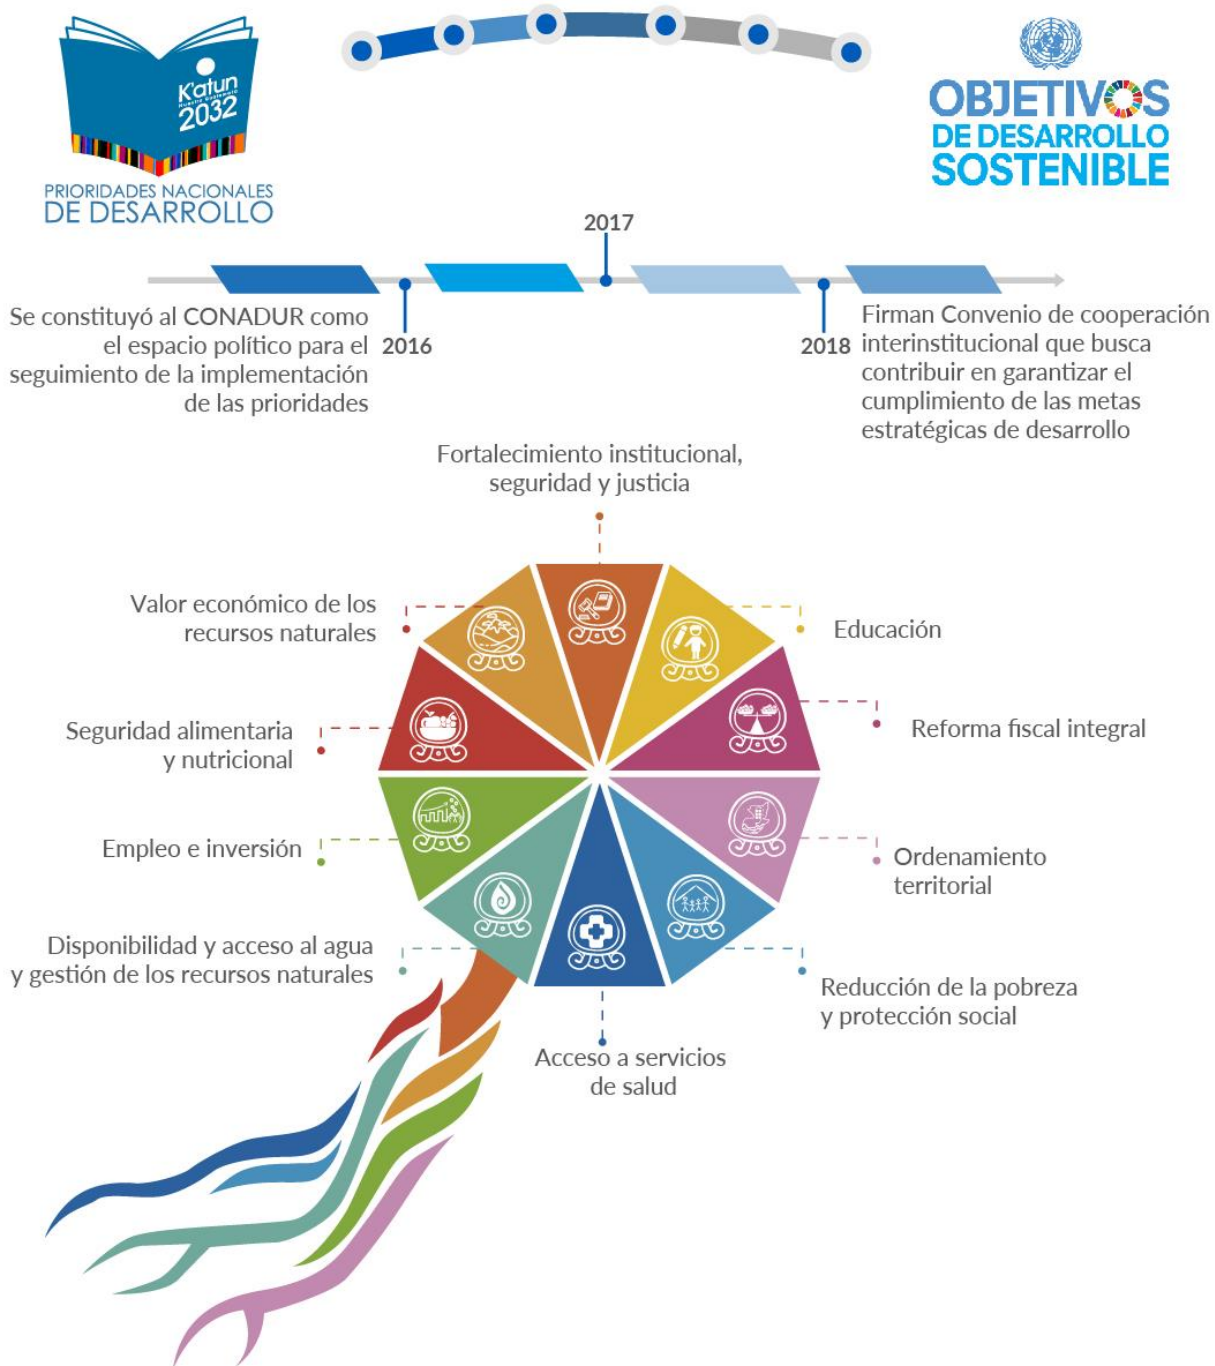 K'atun
2032
PRIORIDADES NACIONALES
DE DESARROLLO
OBJETIVOS
DE DESARROLLO
SOSTENIBLE
2017
2016
2018
Se constituyó al CONADUR como
el espacio político para el
seguimiento de la implementación
de las prioridades
Firman Convenio de cooperación
interinstitucional que busca
contribuir en garantizar el
cumplimiento de las metas
estratégicas de desarrollo
Fortalecimiento institucional,
seguridad y justicia
Valor económico de los
recursos naturales
Educación
Seguridad alimentaria
y nutricional
Reforma fiscal integral
Empleo e inversión
Ordenamiento
territorial
Disponibilidad y acceso al agua
y gestión de los recursos naturales
Reducción de la pobreza
y protección social
Acceso a servicios
de salud